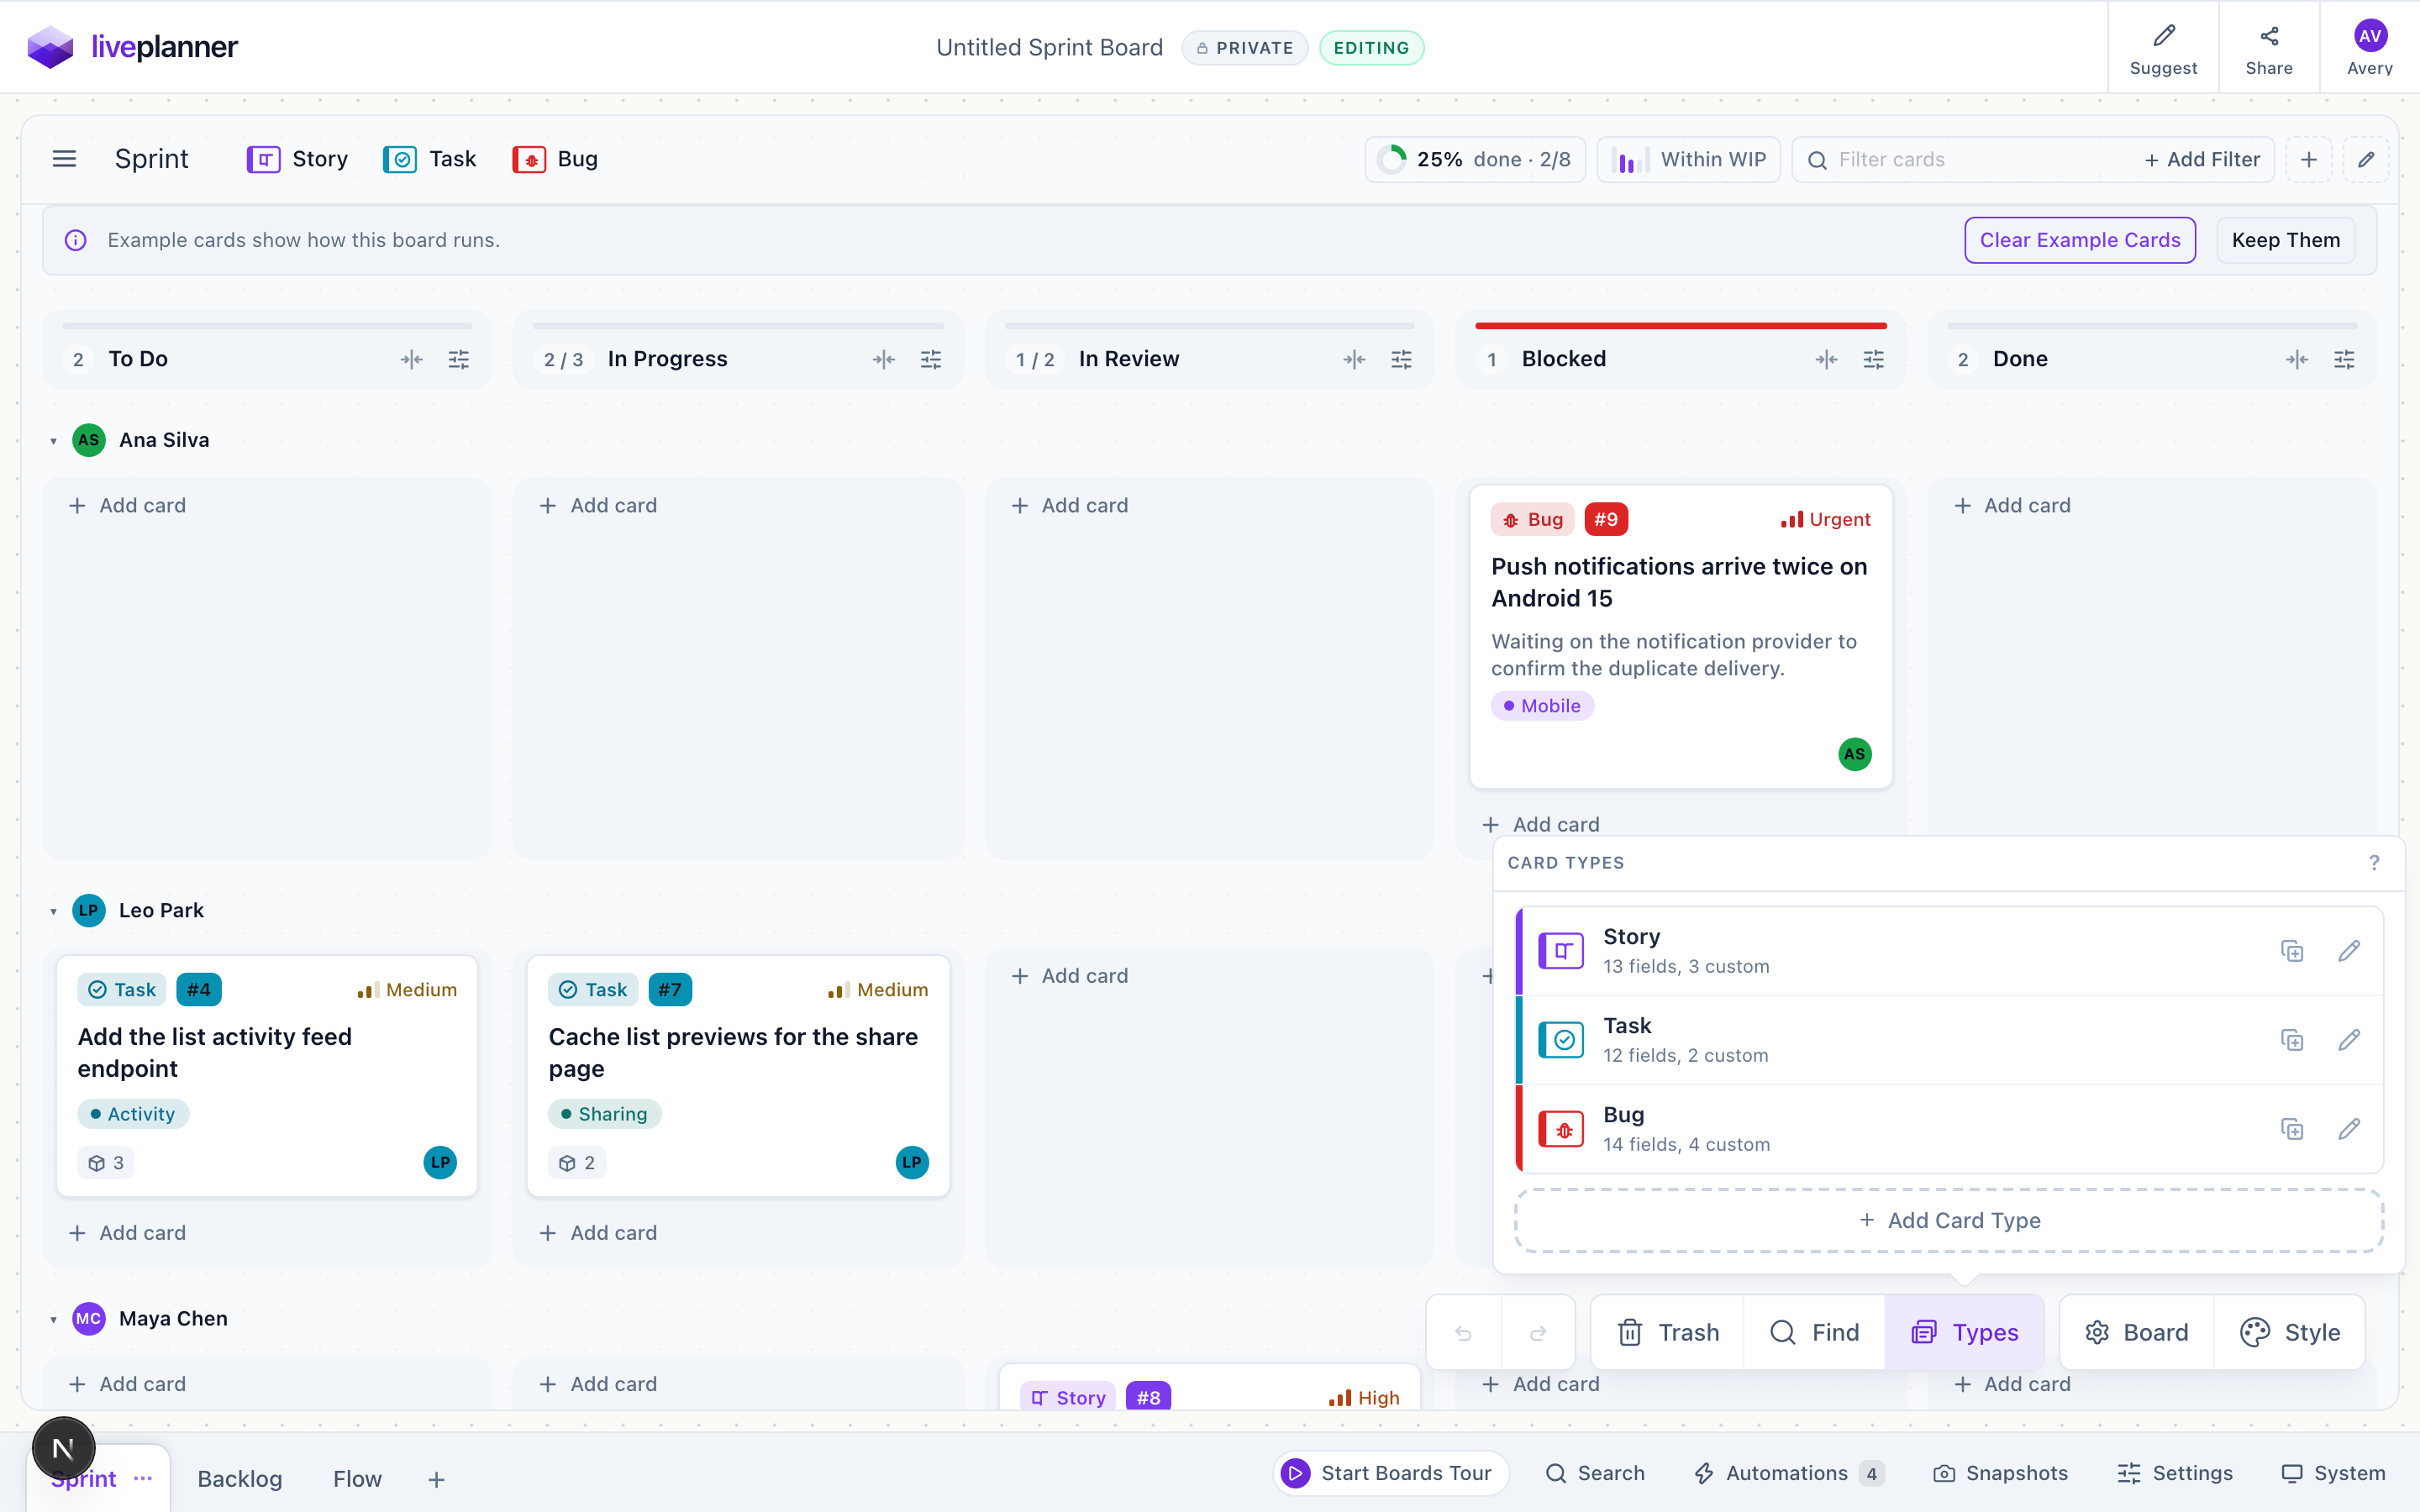 liveplanner
Untitled Sprint Board
PRIVATE
EDITING
Suggest
Share
AV
Avery
Sprint
Story
Task
Bug
25% done · 2/8
Within WIP
Filter cards
+ Add Filter
Example cards show how this board runs.
Clear Example Cards
Keep Them
2 To Do
2 / 3 In Progress
1 / 2 In Review
1 Blocked
2 Done
AS Ana Silva
+ Add card
+ Add card
+ Add card
Bug #9 Urgent
Push notifications arrive twice on
Android 15
Waiting on the notification provider to
confirm the duplicate delivery.
Mobile
AS
+ Add card
+ Add card
LP Leo Park
Task #4 Medium
Add the list activity feed
endpoint
Activity
3
LP
+ Add card
Task #7 Medium
Cache list previews for the share
page
Sharing
2
LP
+ Add card
+ Add card
CARD TYPES ?
Story
13 fields, 3 custom
Task
12 fields, 2 custom
Bug
14 fields, 4 custom
+ Add Card Type
MC Maya Chen
+ Add card
+ Add card
Story #8 High
+ Add card
+ Add card
Trash
Find
Types
Board
Style
N
Sprint ···
Backlog
Flow
+
Start Boards Tour
Search
Automations 4
Snapshots
Settings
System